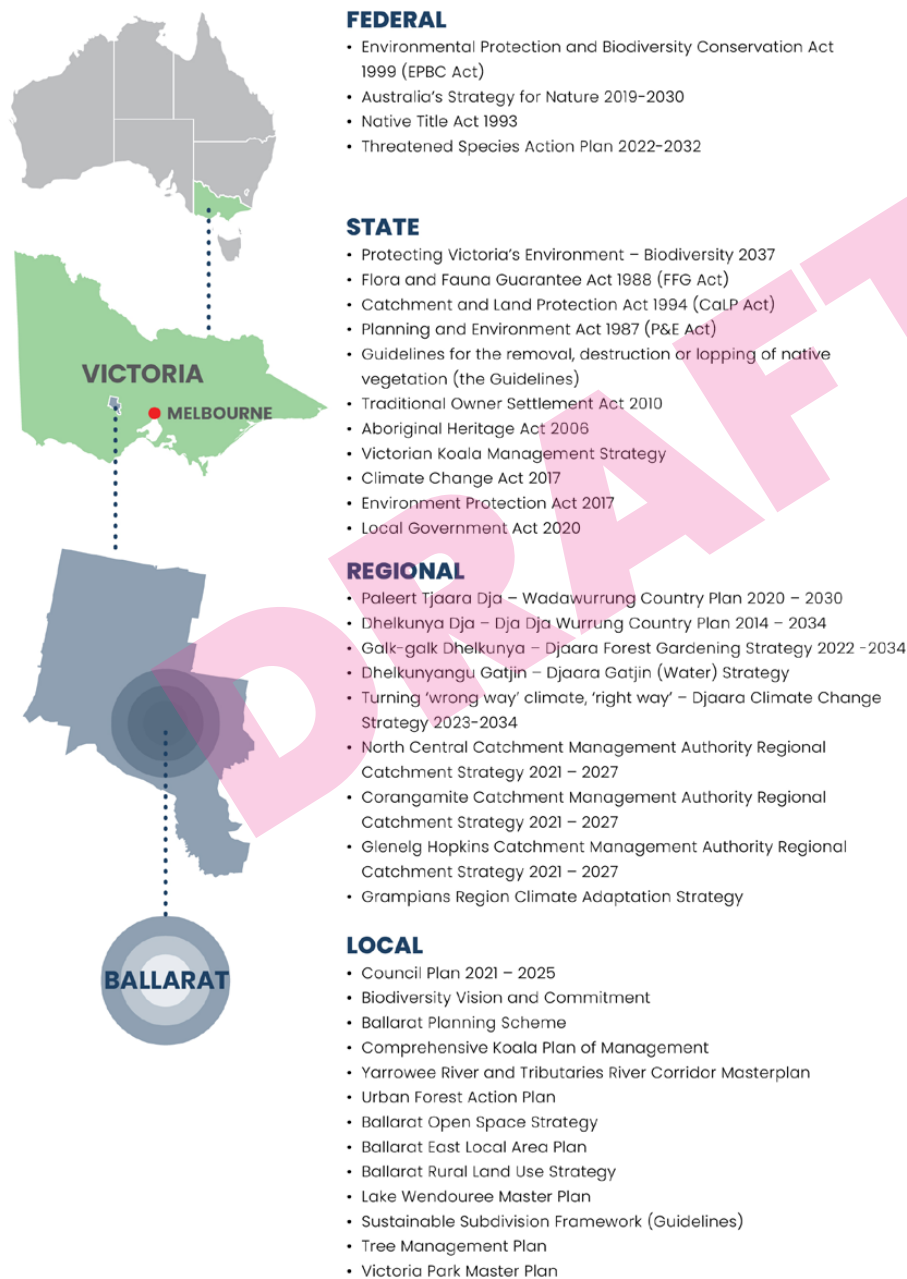 FEDERAL
• Environmental Protection and Biodiversity Conservation Act
1999 (EPBC Act)
• Australia's Strategy for Nature 2019-2030
• Native Title Act 1993
• Threatened Species Action Plan 2022-2032
STATE
• Protecting Victoria's Environment – Biodiversity 2037
• Flora and Fauna Guarantee Act 1988 (FFG Act)
• Catchment and Land Protection Act 1994 (CaLP Act)
• Planning and Environment Act 1987 (P&E Act)
• Guidelines for the removal, destruction or lopping of native
vegetation (the Guidelines)
• Traditional Owner Settlement Act 2010
• Aboriginal Heritage Act 2006
• Victorian Koala Management Strategy
• Climate Change Act 2017
• Environment Protection Act 2017
• Local Government Act 2020
VICTORIA
MELBOURNE
REGIONAL
• Paleert Tjaara Dja – Wadawurrung Country Plan 2020 – 2030
• Dhelkunya Dja – Dja Dja Wurrung Country Plan 2014 – 2034
• Galk-galk Dhelkunya – Djaara Forest Gardening Strategy 2022 -2034
• Dhelkunyangu Gatjin – Djaara Gatjin (Water) Strategy
• Turning 'wrong way' climate, 'right way' – Djaara Climate Change
Strategy 2023-2034
• North Central Catchment Management Authority Regional
Catchment Strategy 2021 – 2027
• Corangamite Catchment Management Authority Regional
Catchment Strategy 2021 – 2027
• Glenelg Hopkins Catchment Management Authority Regional
Catchment Strategy 2021 – 2027
• Grampians Region Climate Adaptation Strategy
LOCAL
• Council Plan 2021 – 2025
• Biodiversity Vision and Commitment
• Ballarat Planning Scheme
• Comprehensive Koala Plan of Management
• Yarrowee River and Tributaries River Corridor Masterplan
• Urban Forest Action Plan
• Ballarat Open Space Strategy
• Ballarat East Local Area Plan
• Ballarat Rural Land Use Strategy
• Lake Wendouree Master Plan
• Sustainable Subdivision Framework (Guidelines)
• Tree Management Plan
• Victoria Park Master Plan
BALLARAT
DRAFT